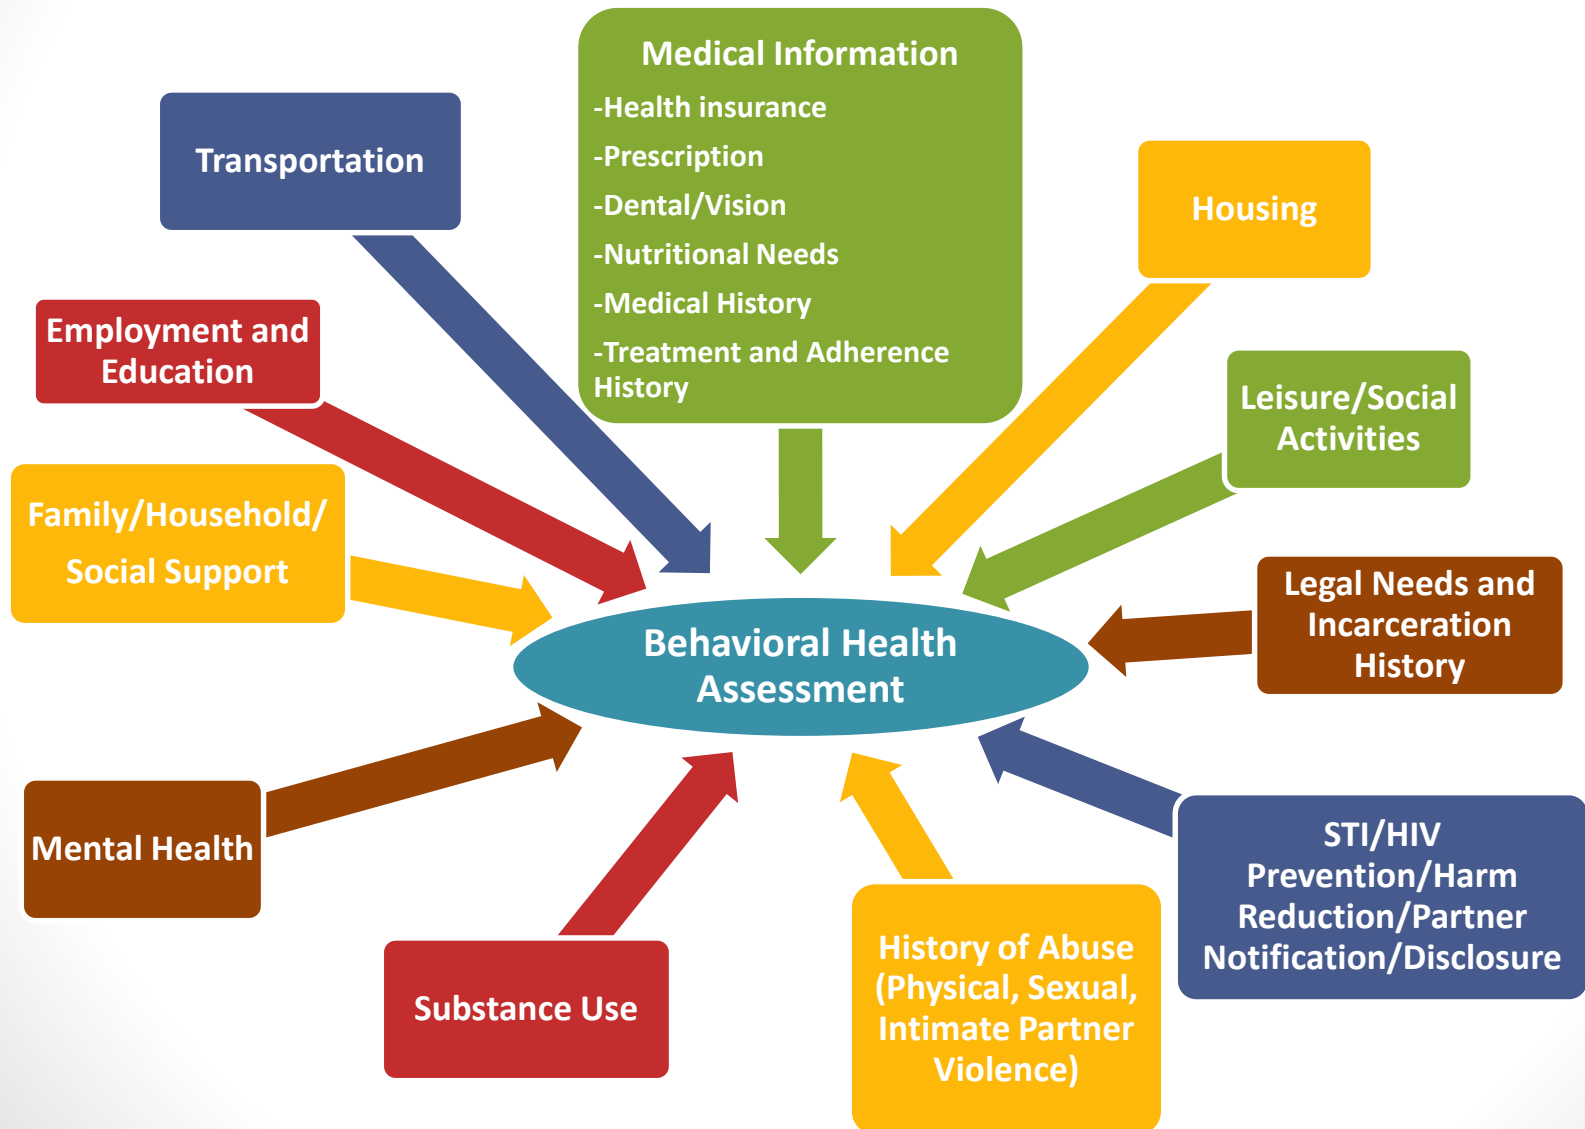 Medical Information
-Health insurance
-Prescription
-Dental/Vision
-Nutritional Needs
-Medical History
-Treatment and Adherence
History
Transportation
Housing
Employment and
Education
Leisure/Social
Activities
Family/Household/
Social Support
Legal Needs and
Incarceration
History
Behavioral Health
Assessment
Mental Health
STI/HIV
Prevention/Harm
Reduction/Partner
Notification/Disclosure
Substance Use
History of Abuse
(Physical, Sexual,
Intimate Partner
Violence)